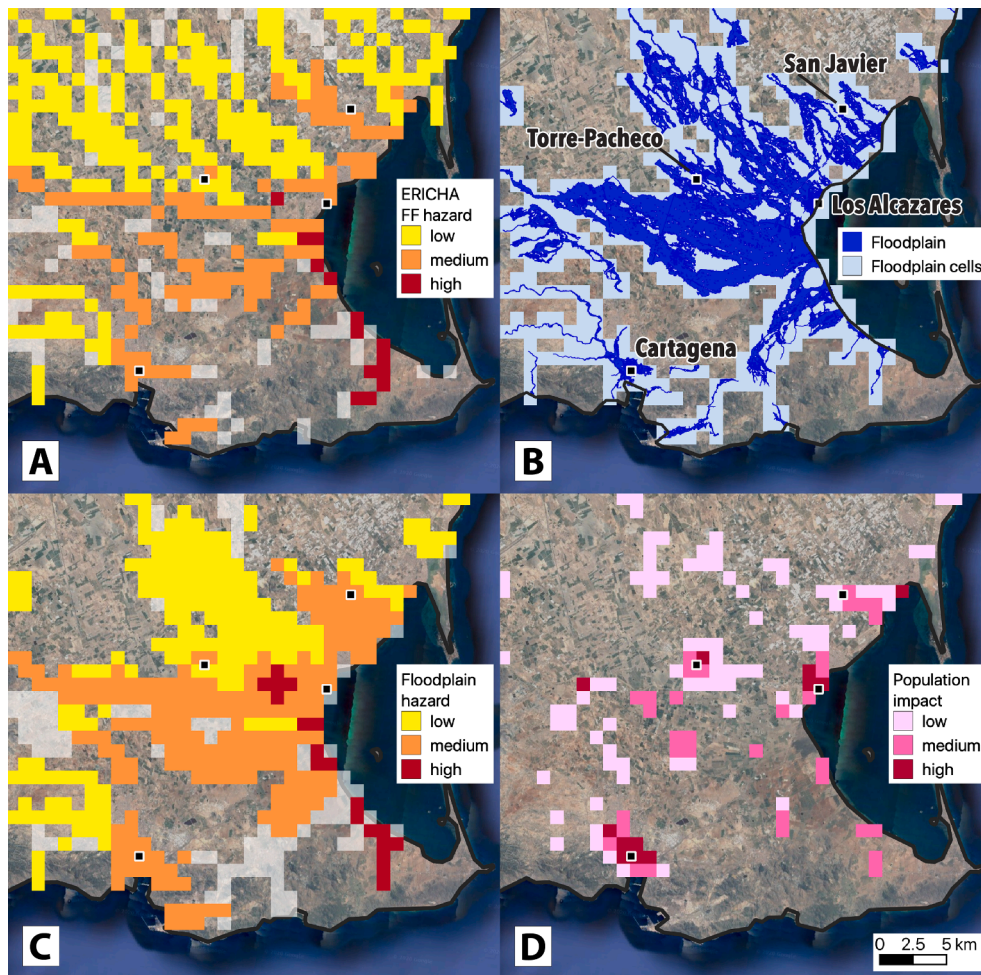 San Javier
Torre-Pacheco
Los Alcazares
Cartagena
ERICHA
FF hazard
low
medium
high
A
Floodplain
Floodplain cells
B
Floodplain
hazard
low
medium
high
C
Population
impact
low
medium
high
D
0 2.5 5 km